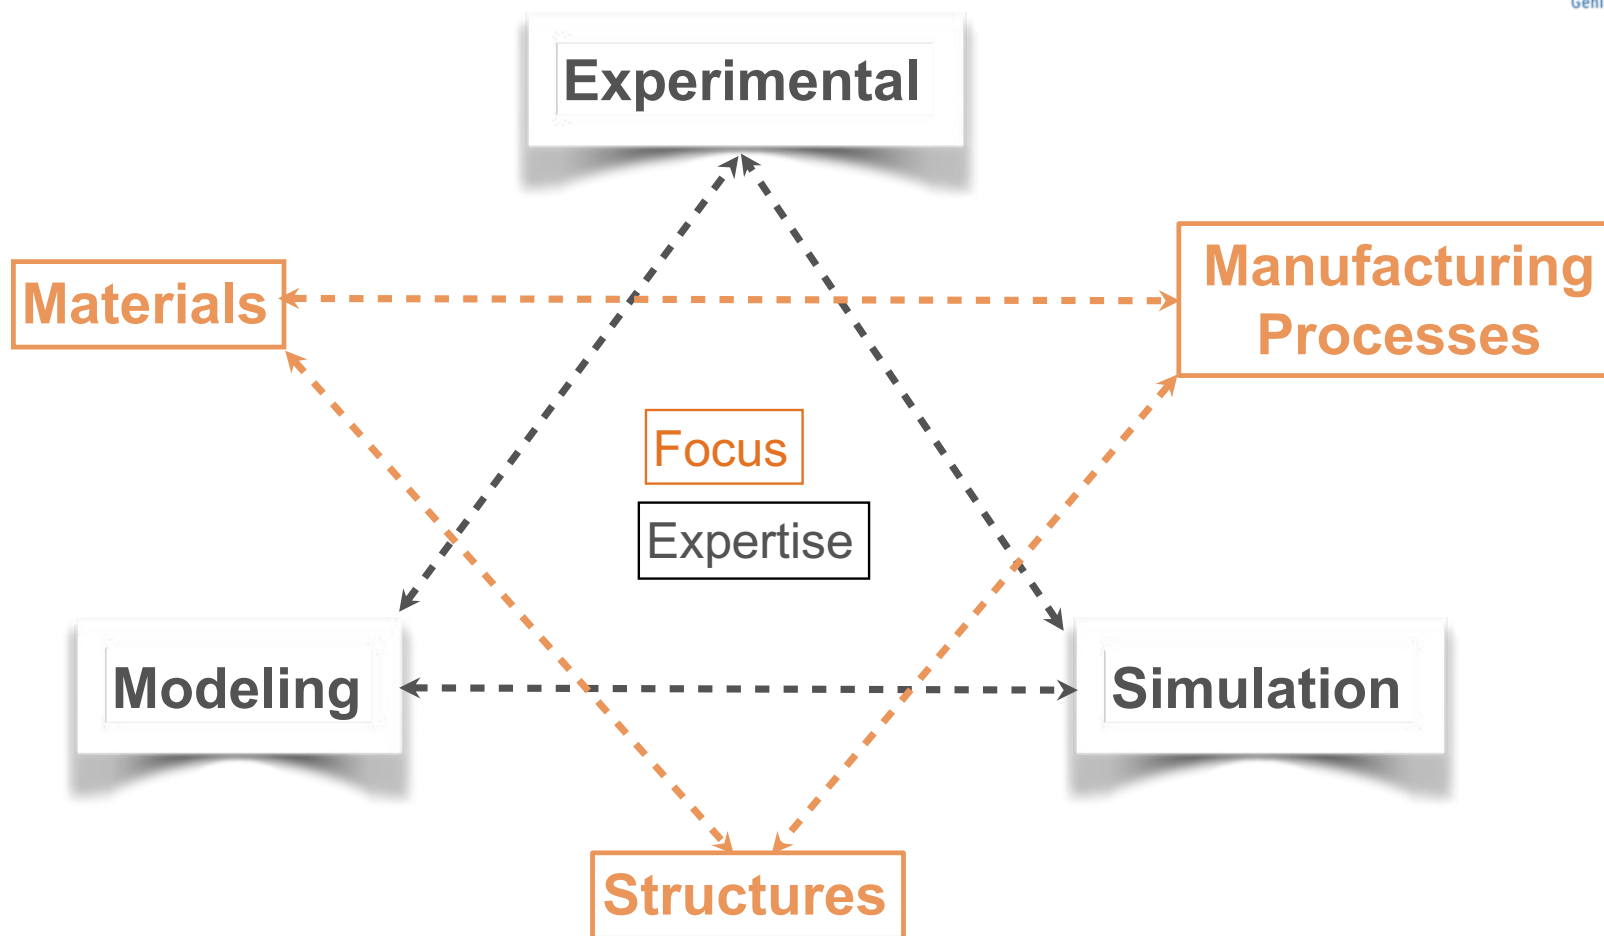 Experimental
Materials
Manufacturing
Processes
Focus
Expertise
Modeling
Simulation
Structures